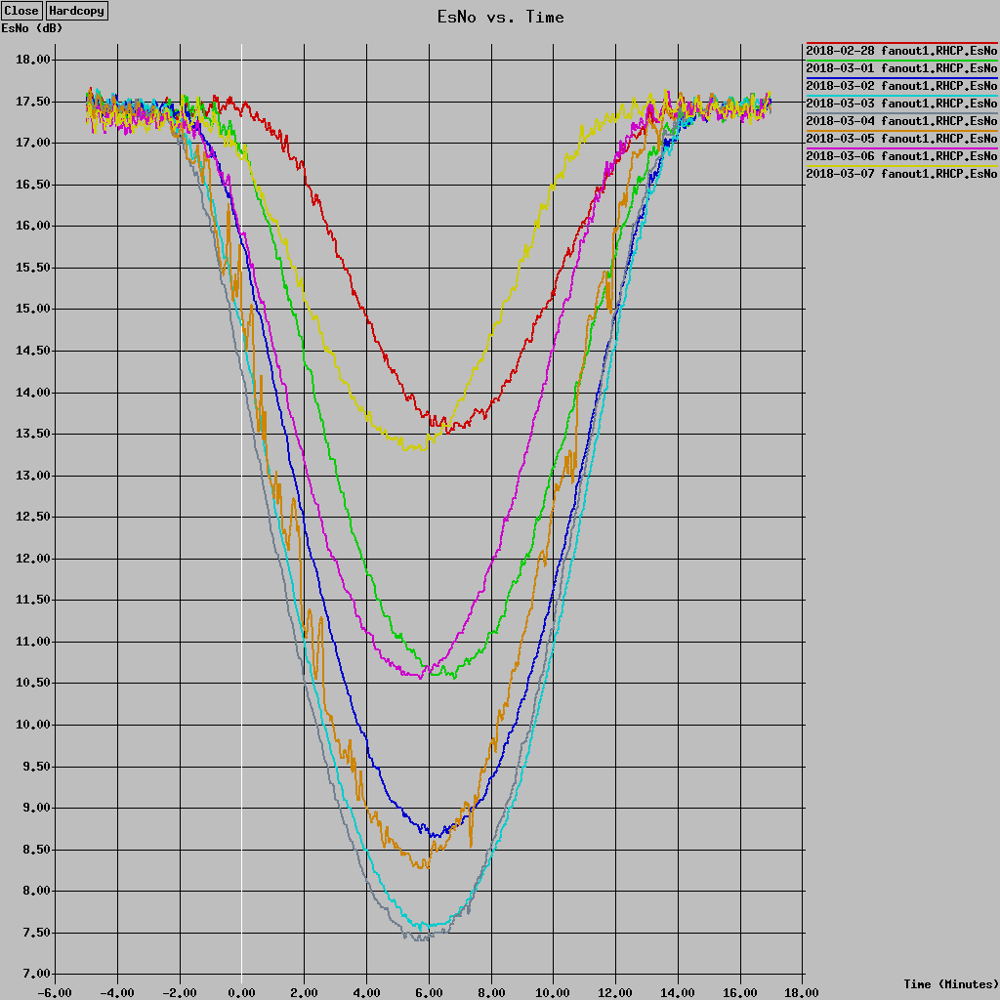 Close Hardcopy
EsNo vs. Time
EsNo (dB)
18.00
17.50
17.00
16.50
16.00
15.50
15.00
14.50
14.00
13.50
13.00
12.50
12.00
11.50
11.00
10.50
10.00
9.50
9.00
8.50
8.00
7.50
7.00
-6.00 -4.00 -2.00 0.00 2.00 4.00 6.00 8.00 10.00 12.00 14.00 16.00 18.00
Time (Minutes)
2018-02-28 fanout1.RHCP.EsNo
2018-03-01 fanout1.RHCP.EsNo
2018-03-02 fanout1.RHCP.EsNo
2018-03-03 fanout1.RHCP.EsNo
2018-03-04 fanout1.RHCP.EsNo
2018-03-05 fanout1.RHCP.EsNo
2018-03-06 fanout1.RHCP.EsNo
2018-03-07 fanout1.RHCP.EsNo